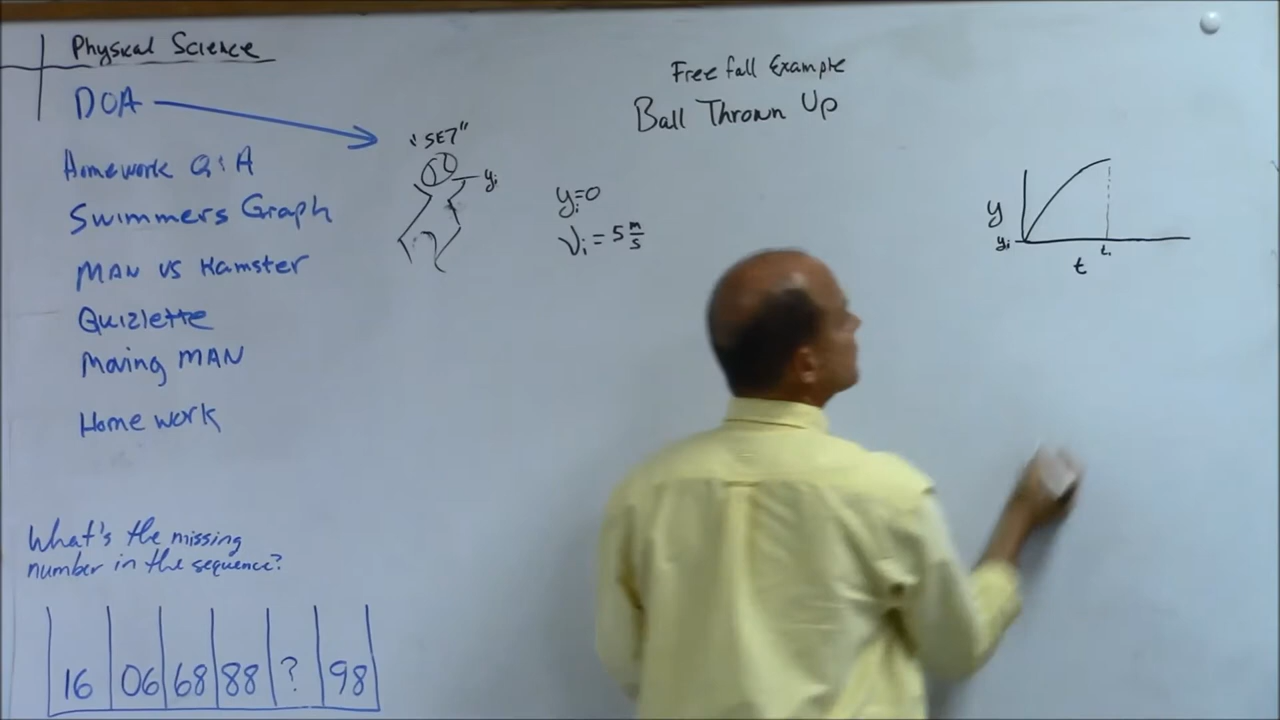 Physical Science
DOA
Homework Q & A
Swimmers Graph
MAN vs Hamster
Quizlette
Moving MAN
Home work
What's the missing
number in the sequence?
16 06 68 88 ? 98
"SET"
yi
yi=0
Vi = 5 m/s
Free fall Example
Ball Thrown Up
y
yi
t1
t